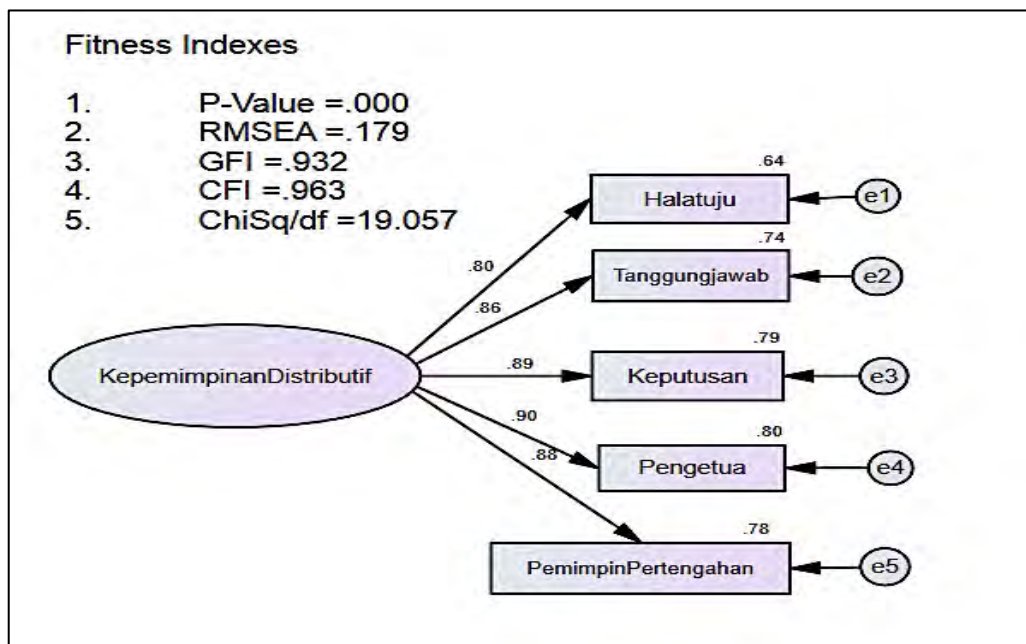 Fitness Indexes
1. P-Value =.000
2. RMSEA =.179
3. GFI =.932
4. CFI =.963
5. ChiSq/df =19.057
.64
Halatuju
e1
.80
.74
Tanggungjawab
e2
.86
.79
KepemimpinanDistributif
.89
Keputusan
e3
.90
.80
Pengetua
e4
.88
.78
PemimpinPertengahan
e5